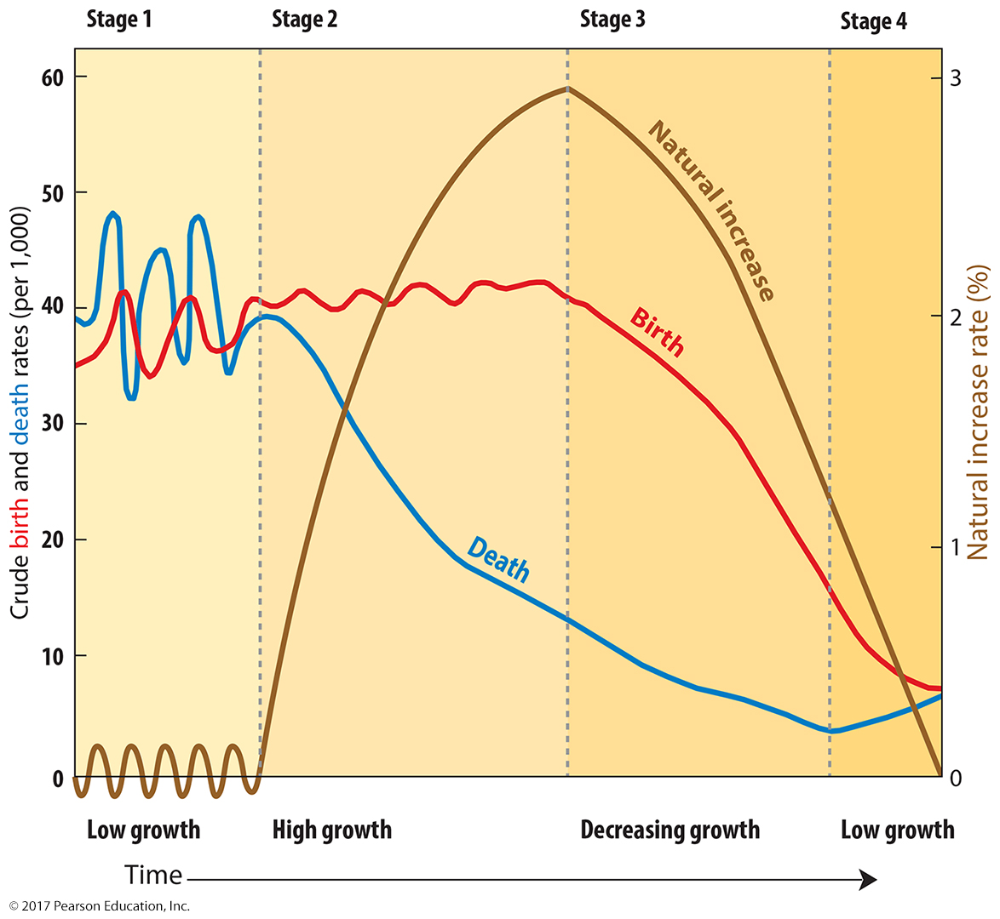 Stage 1
Stage 2
Stage 3
Stage 4
60
50
40
30
20
10
0
Crude birth and death rates (per 1,000)
3
2
1
0
Natural increase rate (%)
Natural increase
Birth
Death
Low growth
High growth
Decreasing growth
Low growth
Time
© 2017 Pearson Education, Inc.